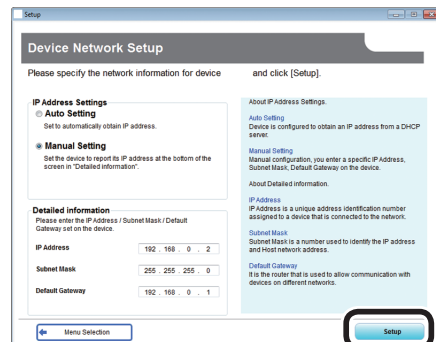 Setup
Device Network Setup
Please specify the network information for device and click [Setup].
IP Address Settings
Auto Setting
Set to automatically obtain IP address.
Manual Setting
Set the device to report its IP address at the bottom of the
screen in "Detailed information".
Detailed information
Please enter the IP Address / Sub
net Mask / Default
Gateway set on the device.
IP Address 192 . 168 . 0 . 2
Subnet Mask 255 . 255 . 255 . 0
Default Gateway 192 . 168 . 0 . 1
About IP Address Settings.
Auto Setting
Device is configured to obtain an IP address from a DHCP
server.
Manual Setting
Manual configuration, you enter a specific IP Address,
Subnet Mask, Default Gateway on the device.
About Detailed information.
IP Address
IP Address is a unique address identification number
assigned to a device that is connected to the network.
Subnet Mask
Subnet Mask is a number used to identify the IP address
and Host network address.
Default Gateway
It is the router that is used to allow communication with
devices on different networks.
Menu Selection
Setup